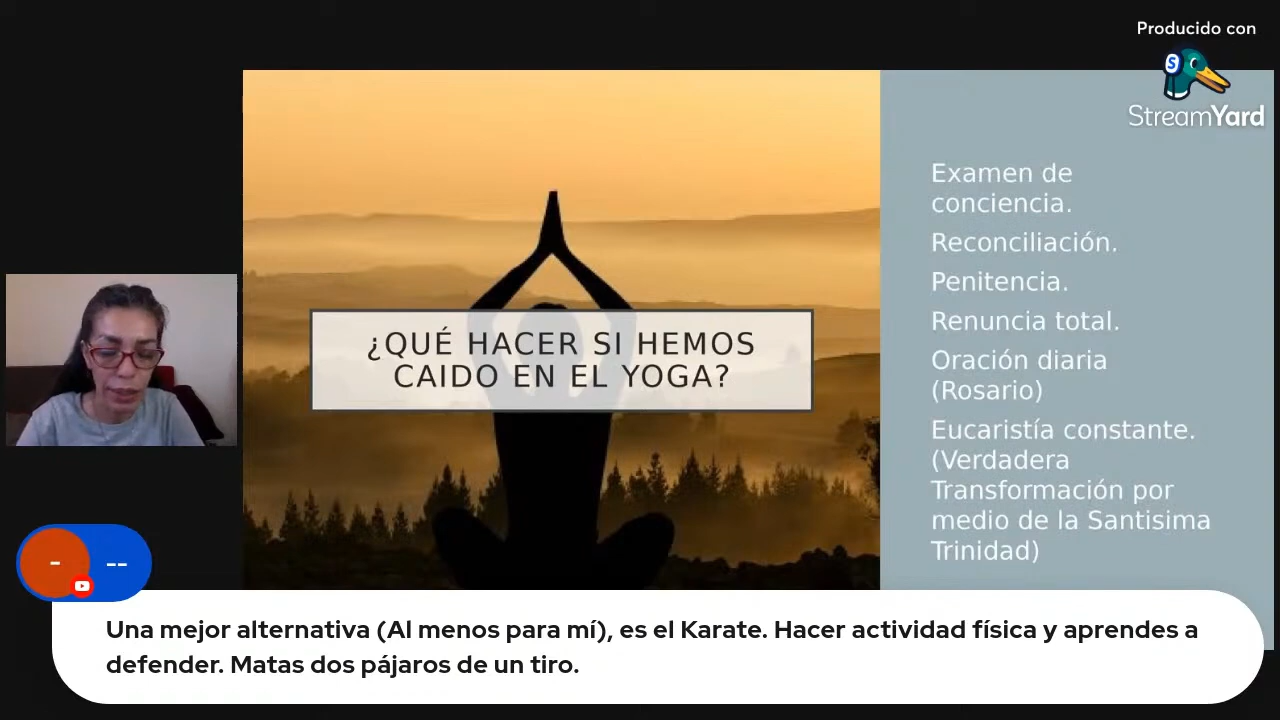 Producido con
S
StreamYard
Examen de
conciencia.
Reconciliación.
Penitencia.
Renuncia total.
Oración diaria
(Rosario)
Eucaristía constante.
(Verdadera
Transformación por
medio de la Santisima
Trinidad)
¿QUÉ HACER SI HEMOS
CAIDO EN EL YOGA?
- --
Una mejor alternativa (Al menos para mí), es el Karate. Hacer actividad física y aprendes a
defender. Matas dos pájaros de un tiro.